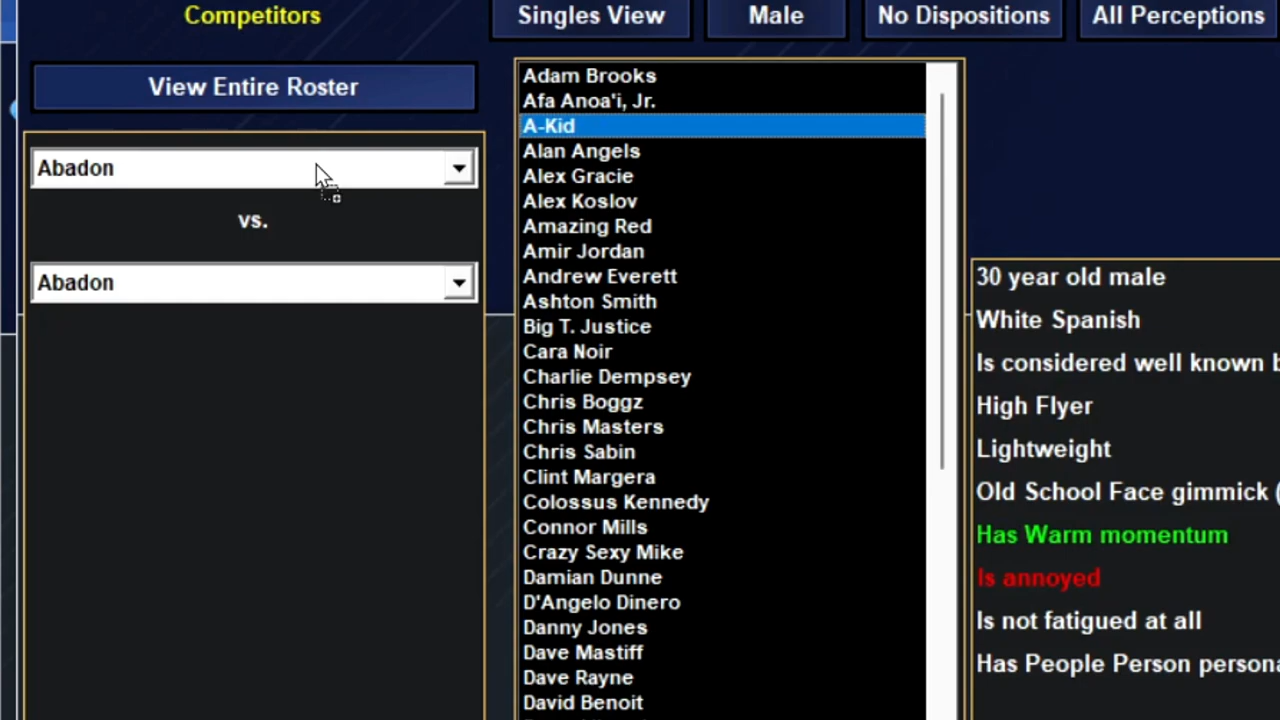 Competitors
Singles View
Male
No Dispositions
All Perceptions
View Entire Roster
Abadon
vs.
Abadon
Adam Brooks
Afa Anoa'i, Jr.
A-Kid
Alan Angels
Alex Gracie
Alex Koslov
Amazing Red
Amir Jordan
Andrew Everett
Ashton Smith
Big T. Justice
Cara Noir
Charlie Dempsey
Chris Boggz
Chris Masters
Chris Sabin
Clint Margera
Colossus Kennedy
Connor Mills
Crazy Sexy Mike
Damian Dunne
D'Angelo Dinero
Danny Jones
Dave Mastiff
Dave Rayne
David Benoit
30 year old male
White Spanish
Is considered well known
High Flyer
Lightweight
Old School Face gimmick (
Has Warm momentum
Is annoyed
Is not fatigued at all
Has People Person persona